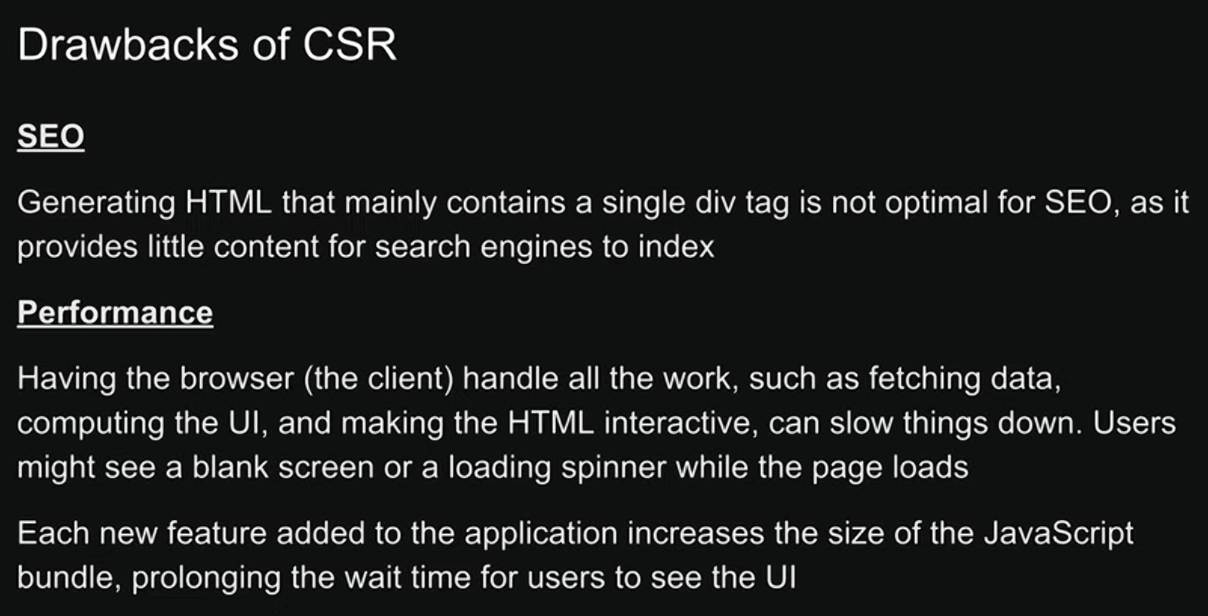 Drawbacks of CSR
SEO
Generating HTML that mainly contains a single div tag is not optimal for SEO, as it
provides little content for search engines to index
Performance
Having the browser (the client) handle all the work, such as fetching data,
computing the UI, and making the HTML interactive, can slow things down. Users
might see a blank screen or a loading spinner while the page loads
Each new feature added to the application increases the size of the JavaScript
bundle, prolonging the wait time for users to see the UI